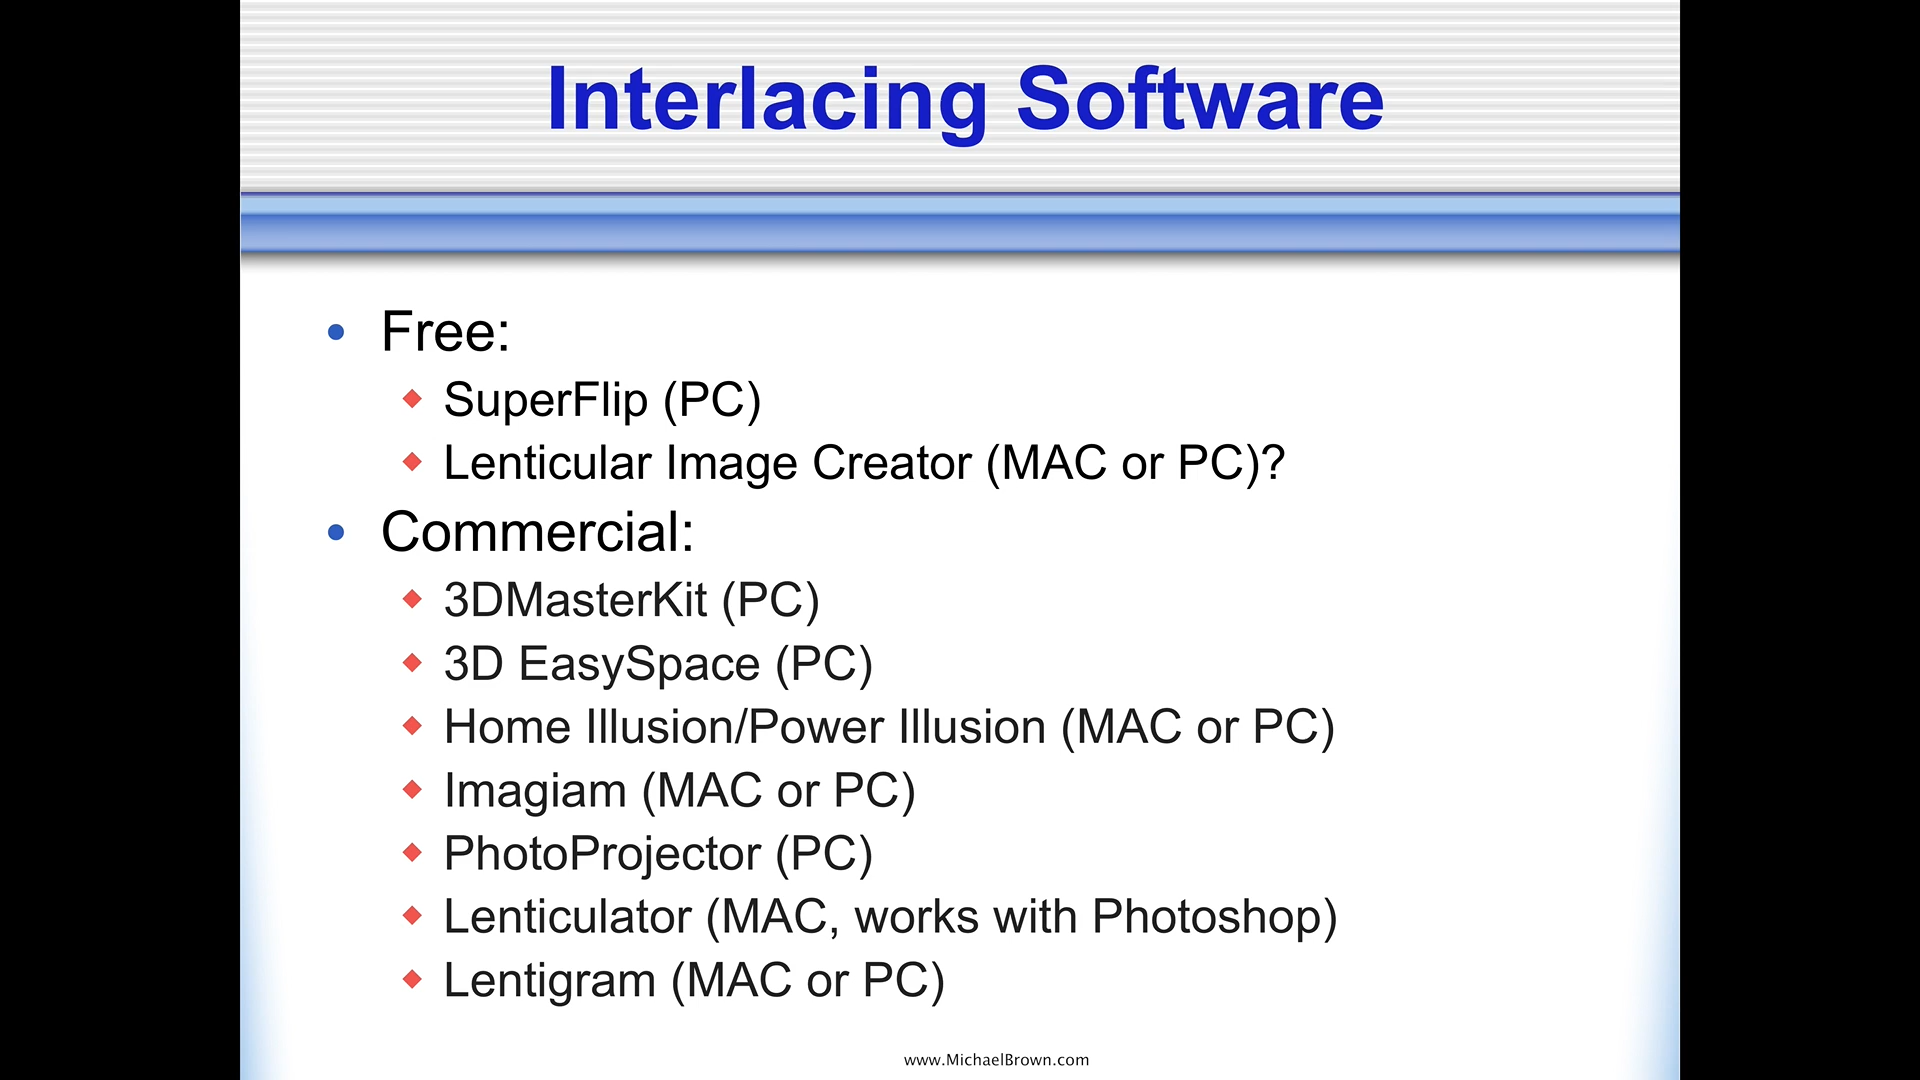 Interlacing Software
Free:
SuperFlip (PC)
Lenticular Image Creator (MAC or PC)?
Commercial:
3DMasterKit (PC)
3D EasySpace (PC)
Home Illusion/Power Illusion (MAC or PC)
Imagiam (MAC or PC)
PhotoProjector (PC)
Lenticulator (MAC, works with Photoshop)
Lentigram (MAC or PC)
www.MichaelBrown.com